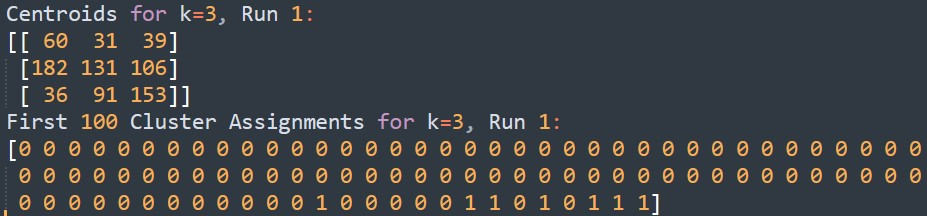 Centroids for k=3, Run 1:
[[ 60  31  39]
 [182 131 106]
 [ 36  91 153]]
First 100 Cluster Assignments for k=3, Run 1:
[0 0 0 0 0 0 0 0 0 0 0 0 0 0 0 0 0 0 0 0 0 0 0 0 0 0 0 0 0 0 0 0 0 0 0 0 0
 0 0 0 0 0 0 0 0 0 0 0 0 0 0 0 0 0 0 0 0 0 0 0 0 0 0 0 0 0 0 0 0 0 0 0 0 0
 0 0 0 0 0 0 0 0 0 0 0 0 1 0 0 0 0 0 1 1 0 1 0 1 1 1]